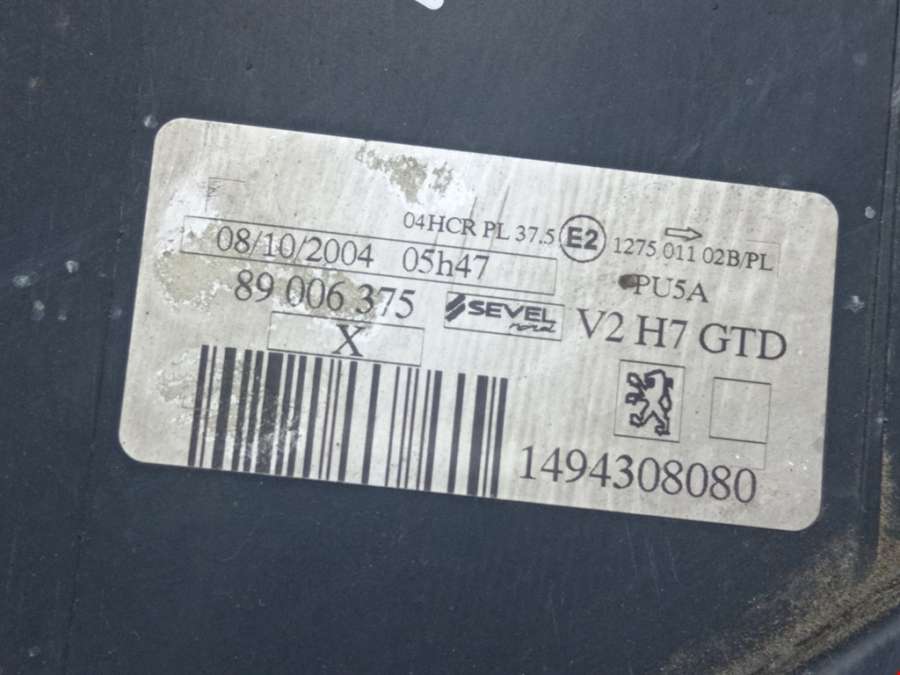 04HCR PL 37.5 E2 1275 011 02B/PL
08/10/2004 05h47
PU5A
89 006 375 SEVEL nord V2 H7 GTD
X
1494308080